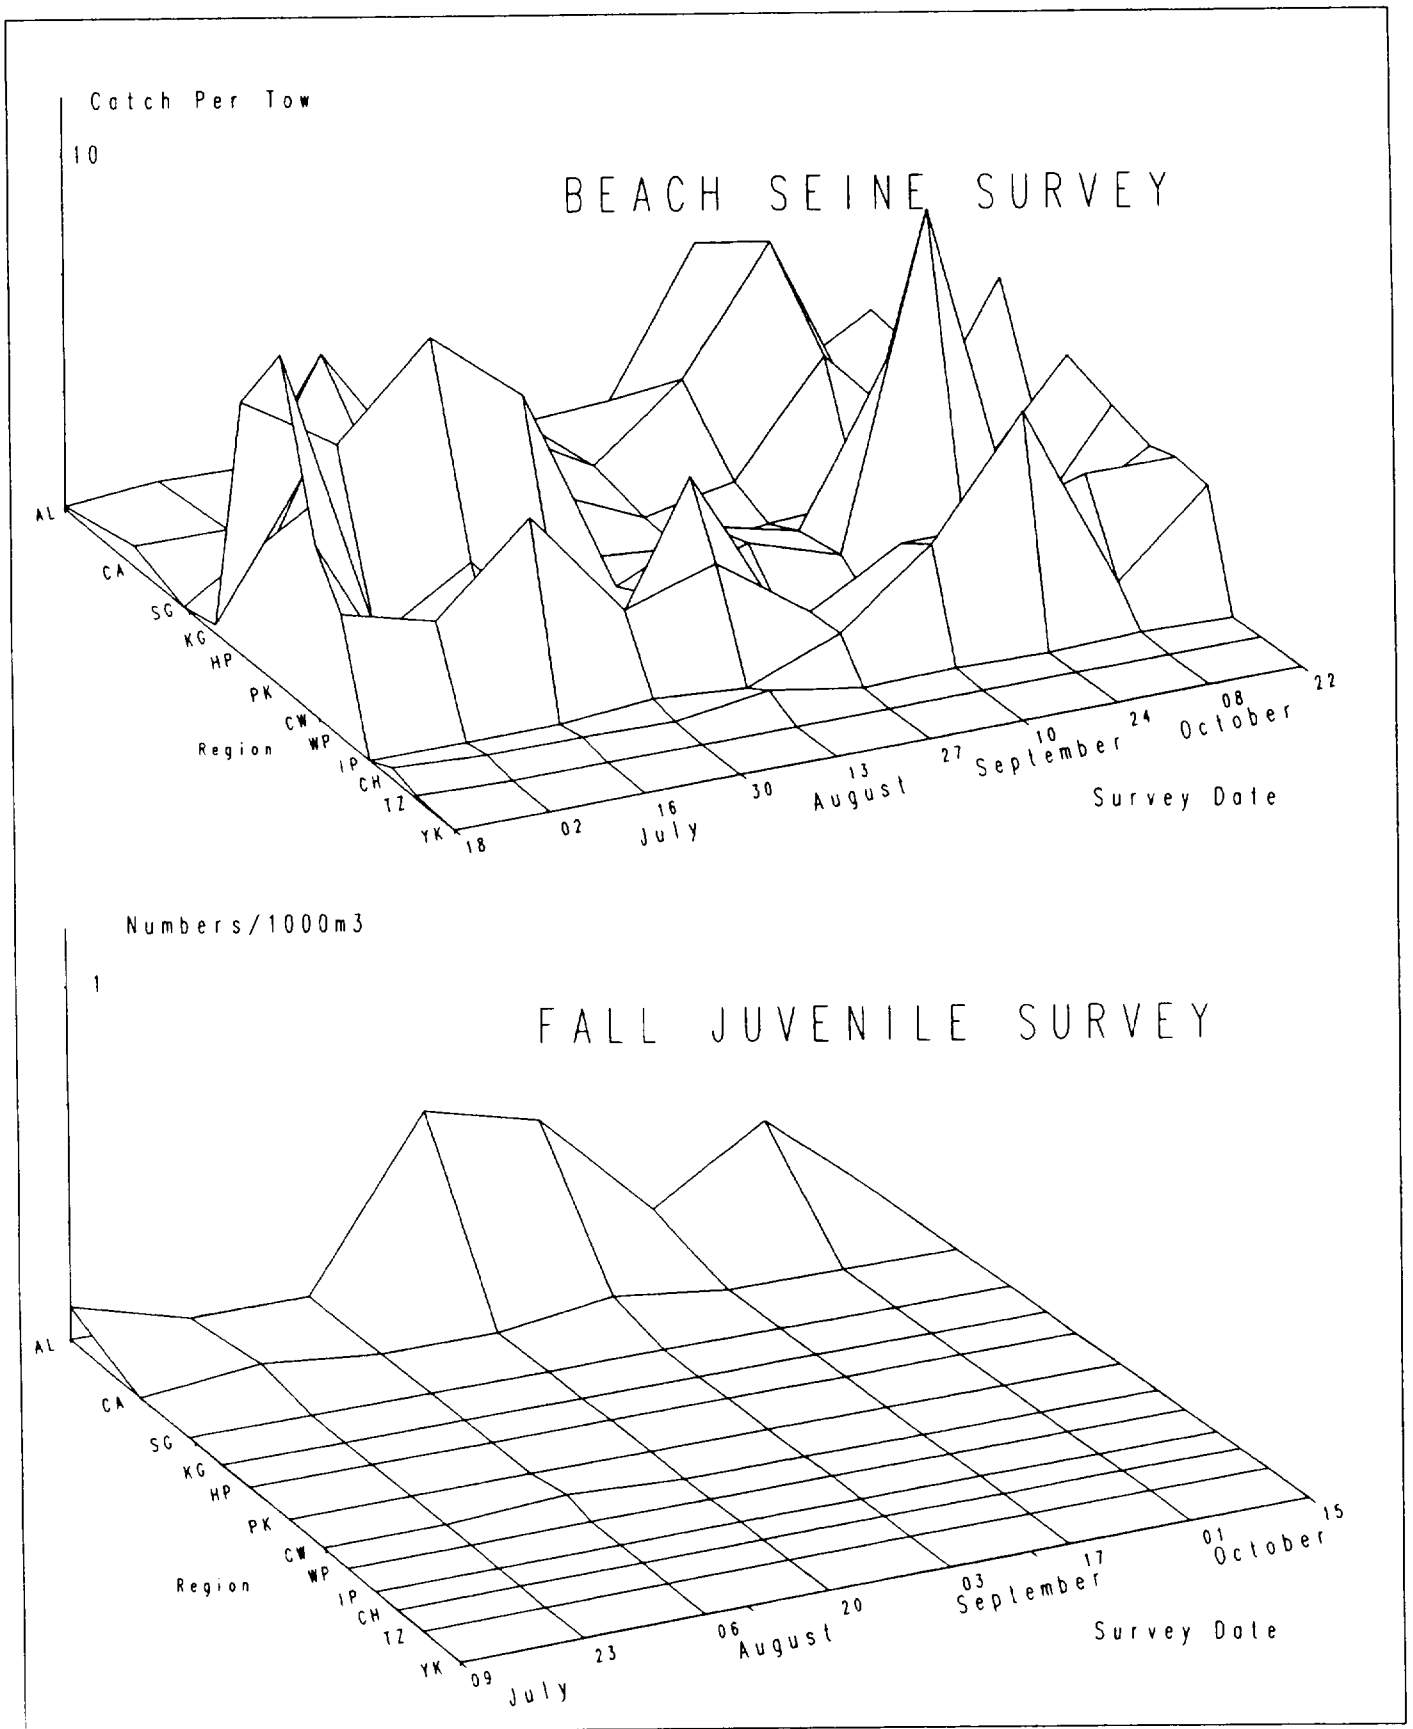 Catch Per Tow
10
BEACH SEINE SURVEY
AL
CA
SG
KG
HP
PK
CW
WP
IP
CH
TZ
YK
Region
18 02 16 30 13 27 10 24 08 22
July August September October
Survey Date
Numbers/1000m3
1
FALL JUVENILE SURVEY
AL
CA
SG
KG
HP
PK
CW
WP
IP
CH
TZ
YK
Region
09 23 06 20 03 17 01 15
July August September October
Survey Date